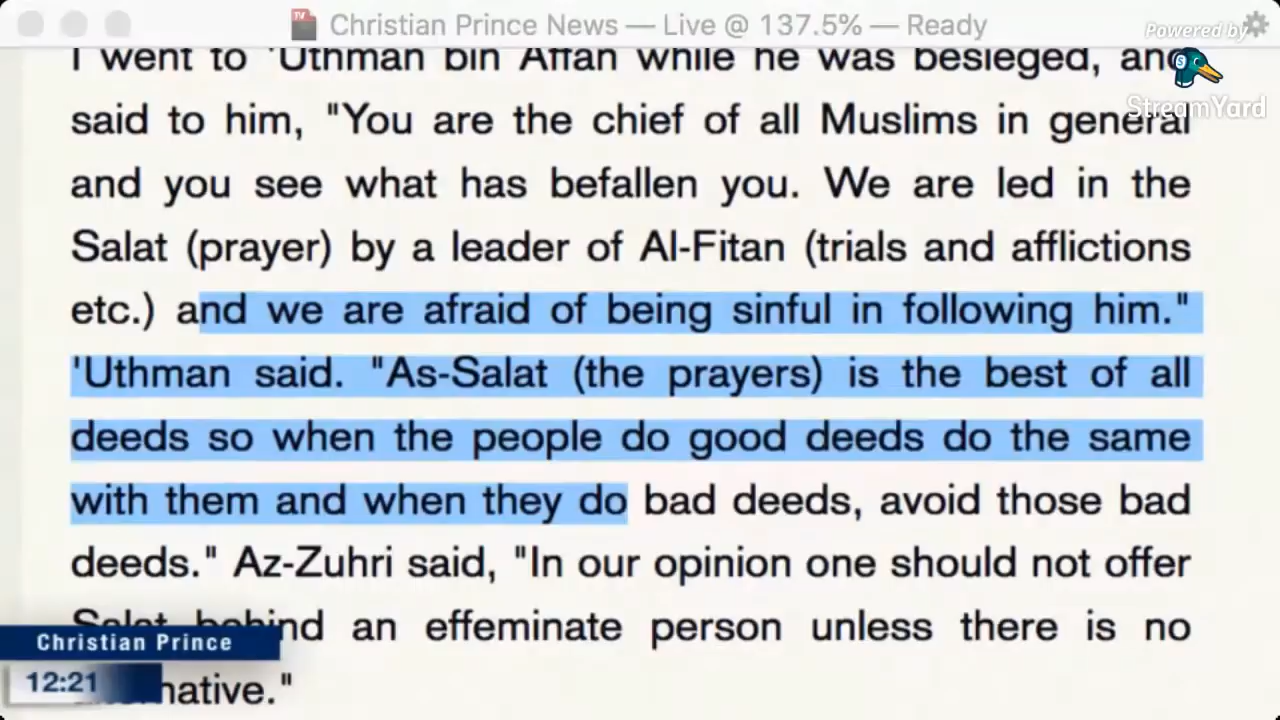 Christian Prince News — Live @ 137.5% — Ready
Powered by
StreamYard
I went to 'Uthman bin Affan while he was besieged, and
said to him, "You are the chief of all Muslims in general
and you see what has befallen you. We are led in the
Salat (prayer) by a leader of Al-Fitan (trials and afflictions
etc.) and we are afraid of being sinful in following him."
'Uthman said. "As-Salat (the prayers) is the best of all
deeds so when the people do good deeds do the same
with them and when they do bad deeds, avoid those bad
deeds." Az-Zuhri said, "In our opinion one should not offer
Salat behind an effeminate person unless there is no
native."
Christian Prince
12:21